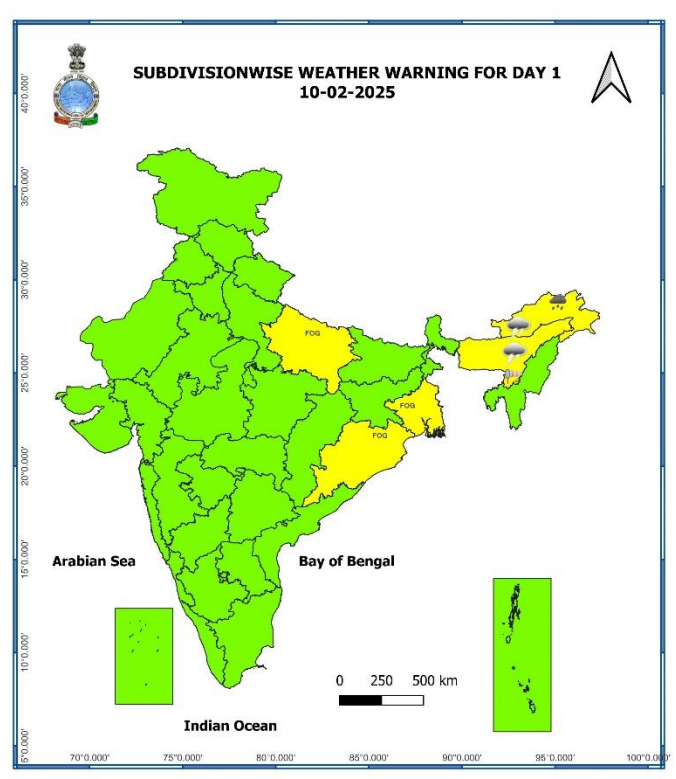 SUBDIVISIONWISE WEATHER WARNING FOR DAY 1
10-02-2025
40°0.000'
35°0.000'
30°0.000'
25°0.000'
20°0.000'
15°0.000'
10°0.000'
5°0.000'
FOG
FOG
FOG
Arabian Sea
Bay of Bengal
0 250 500 km
Indian Ocean
70°0.000' 75°0.000' 80°0.000' 85°0.000' 90°0.000' 95°0.000' 100°0.000'